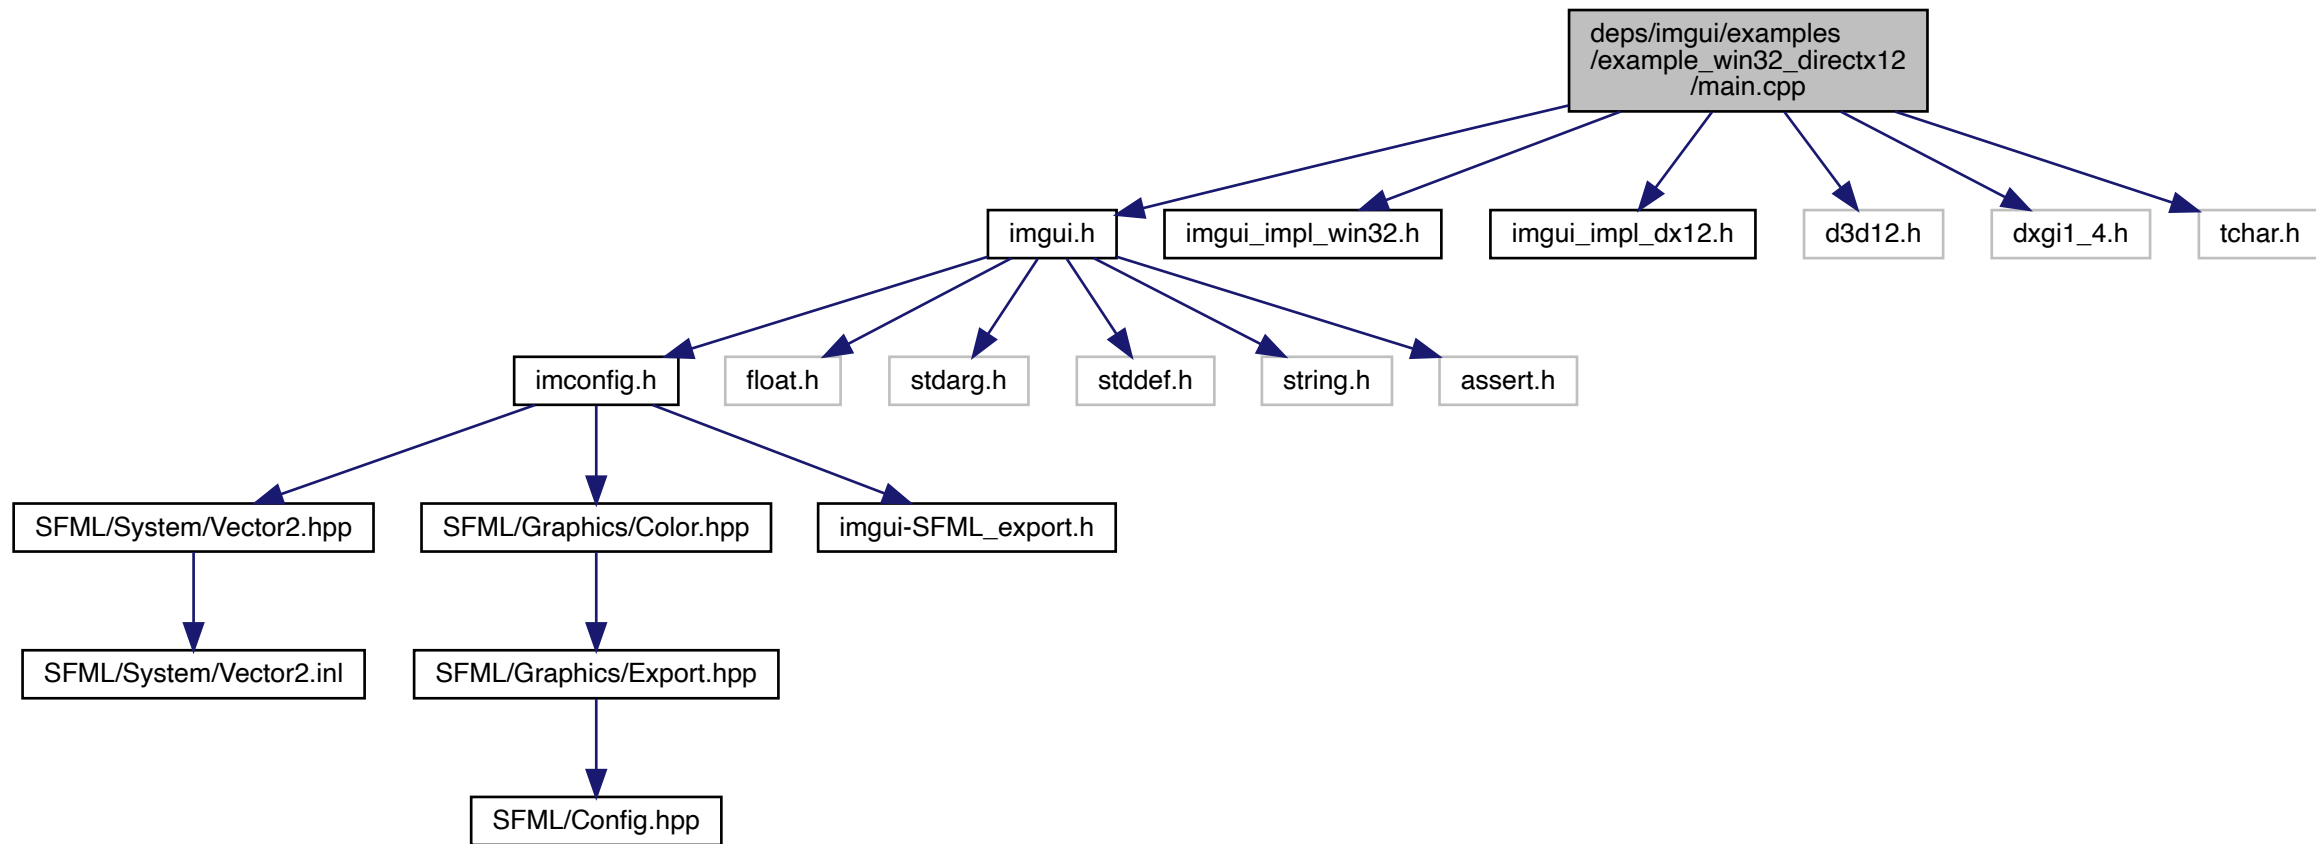 deps/imgui/examples
/example_win32_directx12
/main.cpp
imgui.h
imgui_impl_win32.h
imgui_impl_dx12.h
d3d12.h
dxgi1_4.h
tchar.h
imconfig.h
float.h
stdarg.h
stddef.h
string.h
assert.h
SFML/System/Vector2.hpp
SFML/Graphics/Color.hpp
imgui-SFML_export.h
SFML/System/Vector2.inl
SFML/Graphics/Export.hpp
SFML/Config.hpp